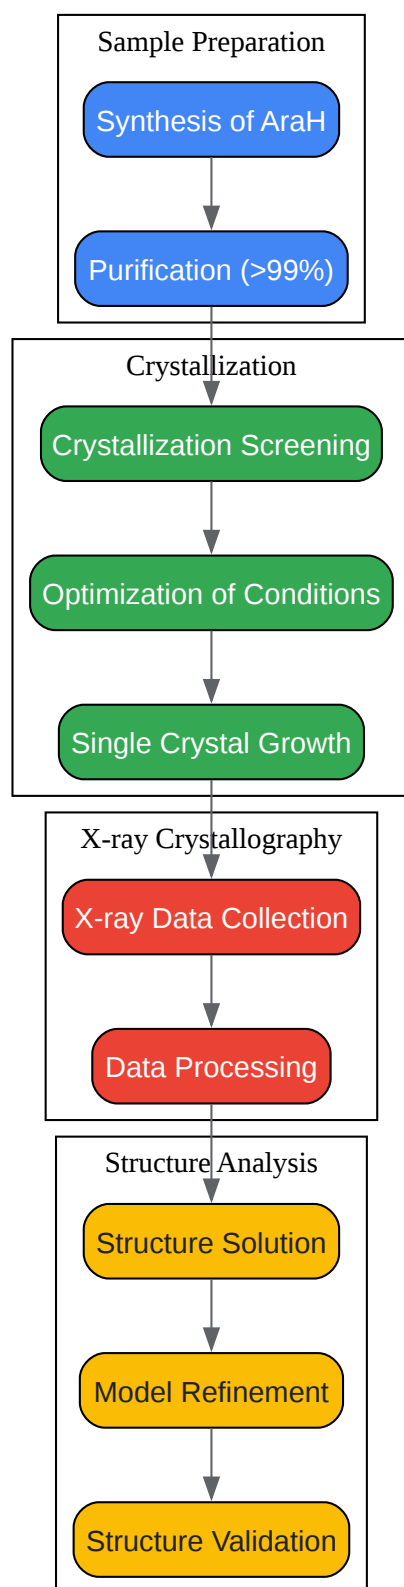 Sample Preparation
Synthesis of AraH
Purification (>99%)
Crystallization
Crystallization Screening
Optimization of Conditions
Single Crystal Growth
X-ray Crystallography
X-ray Data Collection
Data Processing
Structure Analysis
Structure Solution
Model Refinement
Structure Validation